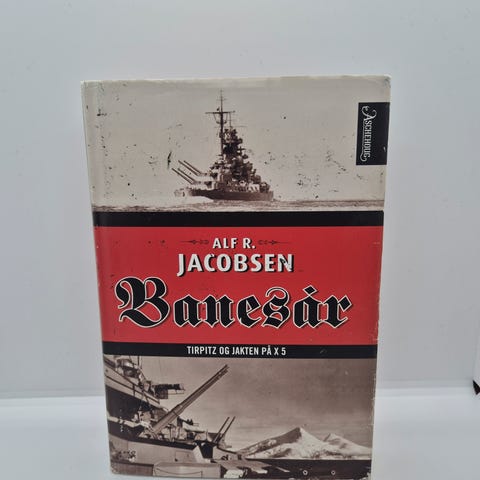 ASCHEHOUG
ALF R.
JACOBSEN
Banesår
TIRPITZ OG JAKTEN PÅ X 5